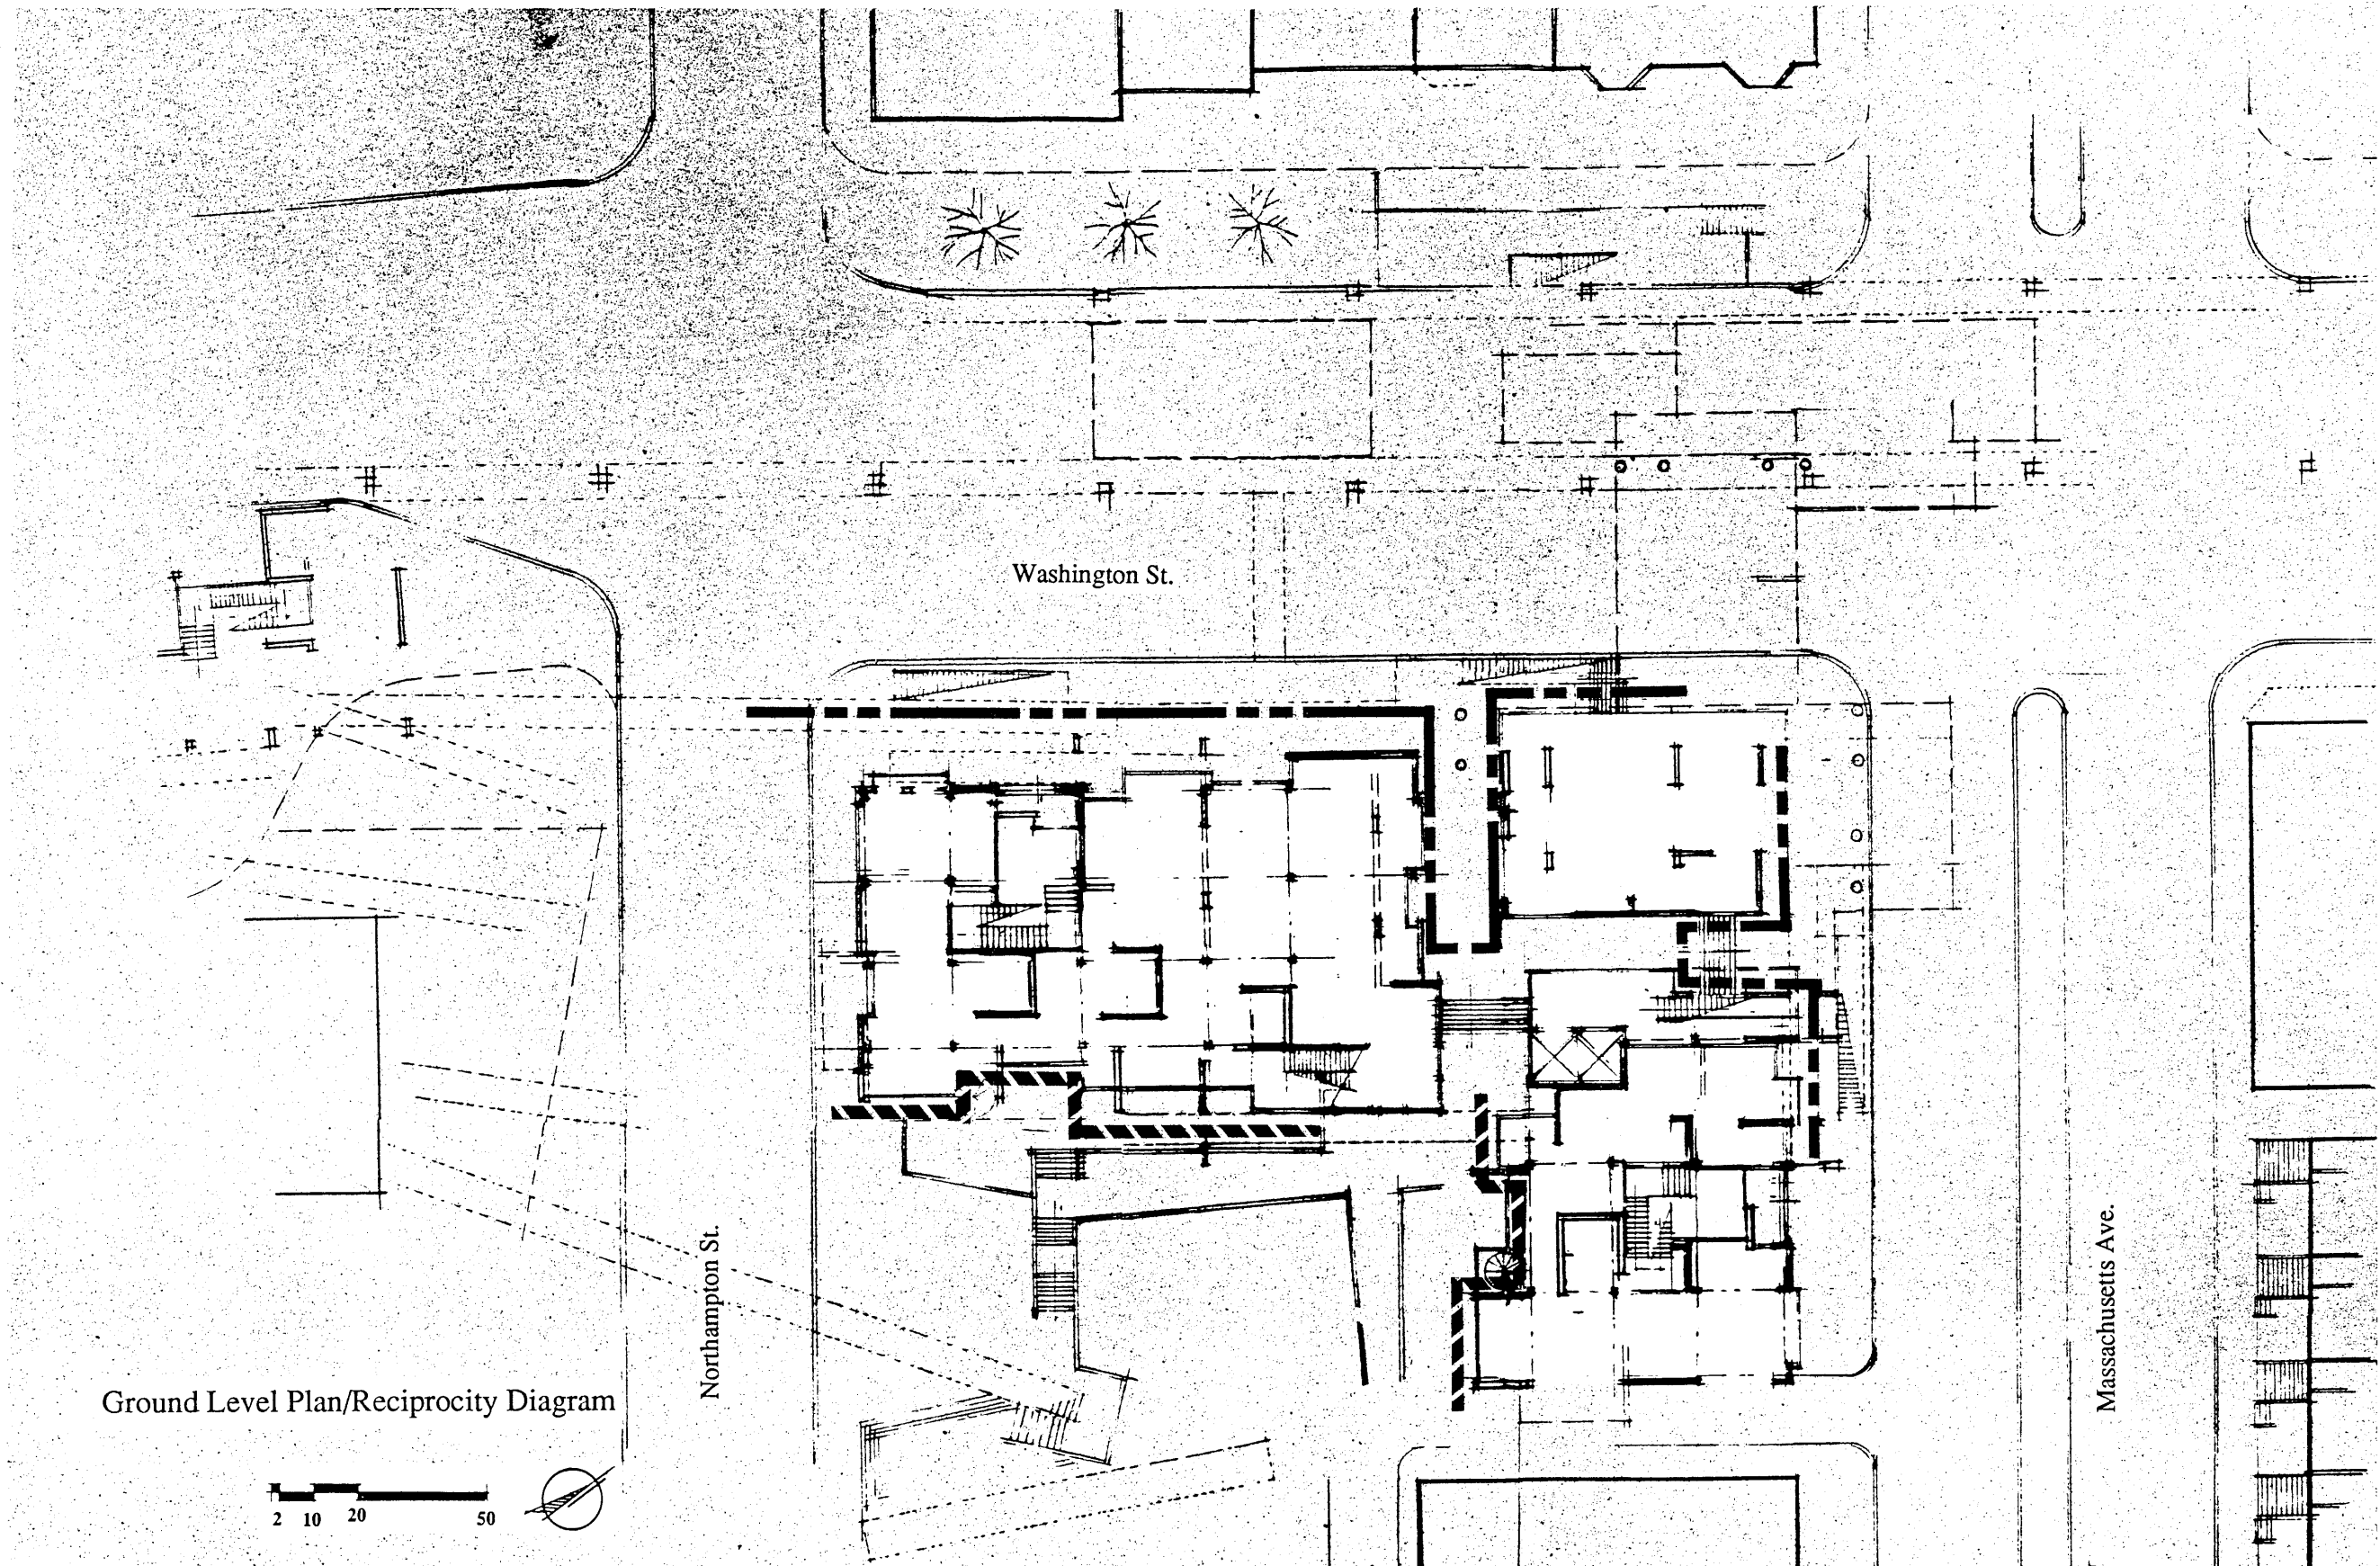 Washington St.
Northampton St.
Massachusetts Ave.
Ground Level Plan/Reciprocity Diagram
2 10 20 50